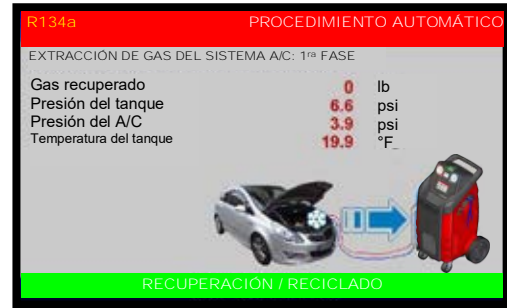 R134a PROCEDIMIENTO AUTOMÁTICO
EXTRACCIÓN DE GAS DEL SISTEMA A/C: 1ra FASE
Gas recuperado 0 lb
Presión del tanque 6.6 psi
Presión del A/C 3.9 psi
Temperatura del tanque 19.9 °F_
RECUPERACIÓN / RECICLADO